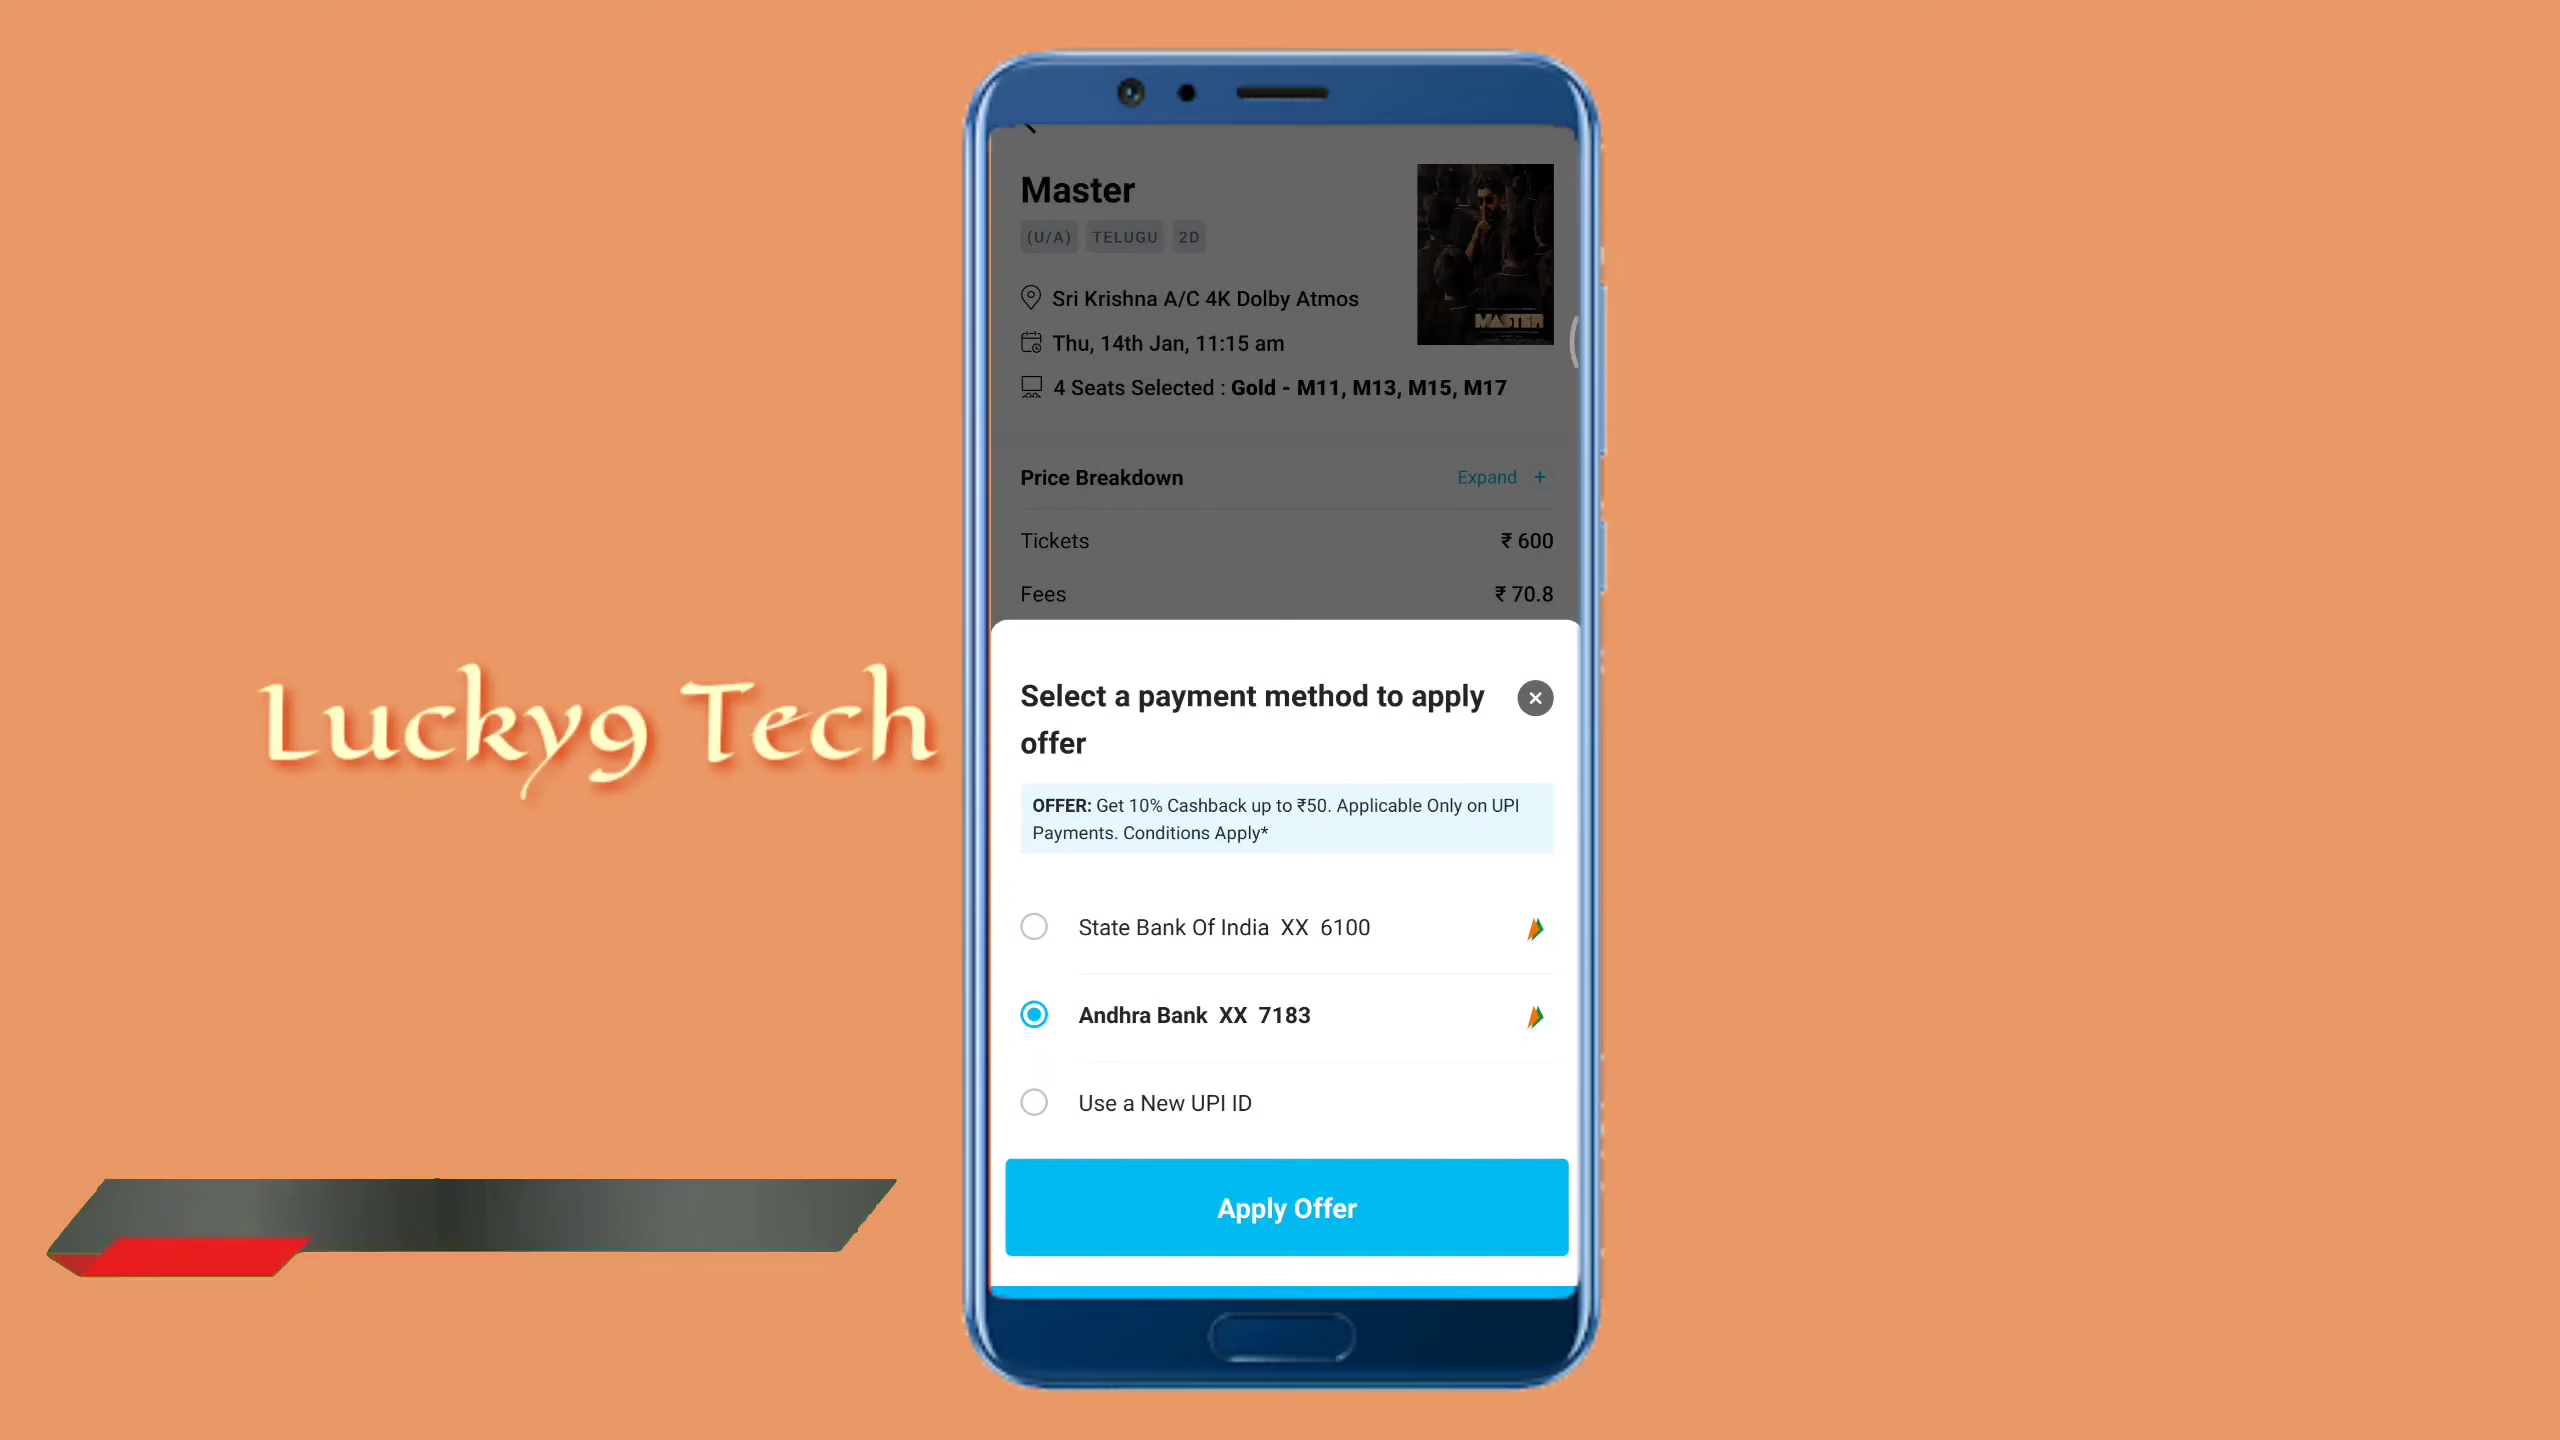 Master
(U/A) TELUGU 2D
Sri Krishna A/C 4K Dolby Atmos
Thu, 14th Jan, 11:15 am
4 Seats Selected : Gold - M11, M13, M15, M17
MASTER
Price Breakdown Expand +
Tickets ₹ 600
Fees ₹ 70.8
Lucky9 Tech
Select a payment method to apply
offer
OFFER: Get 10% Cashback up to ₹50. Applicable Only on UPI
Payments. Conditions Apply*
State Bank Of India XX 6100
Andhra Bank XX 7183
Use a New UPI ID
Apply Offer